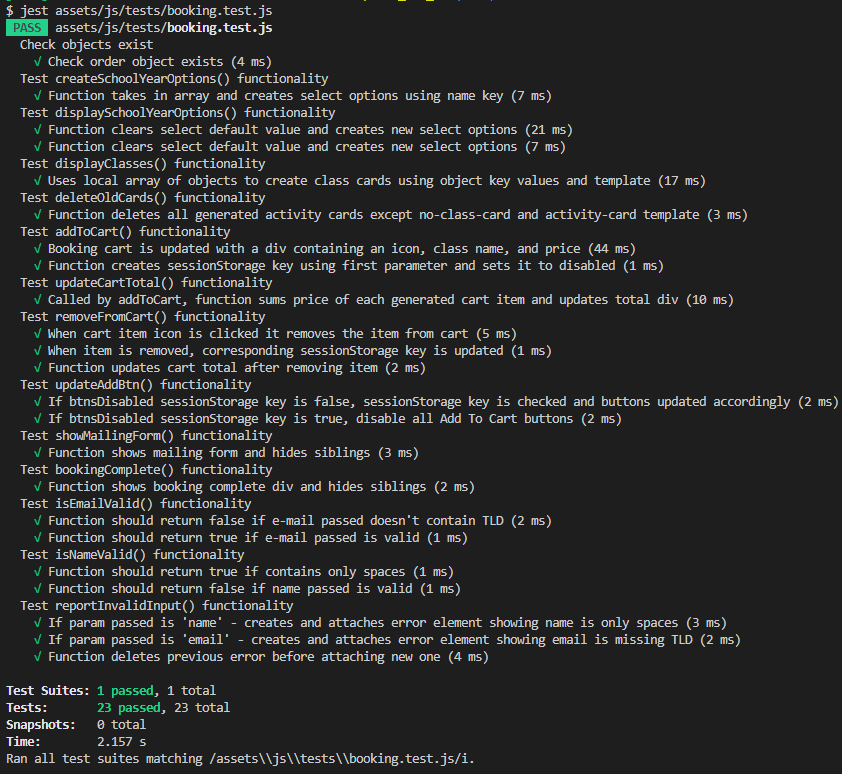 $ jest assets/js/tests/booking.test.js
PASS assets/js/tests/booking.test.js
Check objects exist
√ Check order object exists (4 ms)
Test createSchoolYearOptions() functionality
√ Function takes in array and creates select options using name key (7 ms)
Test displaySchoolYearOptions() functionality
√ Function clears select default value and creates new select options (21 ms)
√ Function clears select default value and creates new select options (7 ms)
Test displayClasses() functionality
√ Uses local array of objects to create class cards using object key values and template (17 ms)
Test deleteOldCards() functionality
√ Function deletes all generated activity cards except no-class-card and activity-card template (3 ms)
Test addToCart() functionality
√ Booking cart is updated with a div containing an icon, class name, and price (44 ms)
√ Function creates sessionStorage key using first parameter and sets it to disabled (1 ms)
Test updateCartTotal() functionality
√ Called by addToCart, function sums price of each generated cart item and updates total div (10 ms)
Test removeFromCart() functionality
√ When cart item icon is clicked it removes the item from cart (5 ms)
√ When item is removed, corresponding sessionStorage key is updated (1 ms)
√ Function updates cart total after removing item (2 ms)
Test updateAddBtn() functionality
√ If btnsDisabled sessionStorage key is false, sessionStorage key is checked and buttons updated accordingly (2 ms)
√ If btnsDisabled sessionStorage key is true, disable all Add To Cart buttons (2 ms)
Test showMailingForm() functionality
√ Function shows mailing form and hides siblings (3 ms)
Test bookingComplete() functionality
√ Function shows booking complete div and hides siblings (2 ms)
Test isEmailValid() functionality
√ Function should return false if e-mail passed doesn't contain TLD (2 ms)
√ Function should return true if e-mail passed is valid (1 ms)
Test isNameValid() functionality
√ Function should return true if contains only spaces (1 ms)
√ Function should return false if name passed is valid (1 ms)
Test reportInvalidInput() functionality
√ If param passed is 'name' - creates and attaches error element showing name is only spaces (3 ms)
√ If param passed is 'email' - creates and attaches error element showing email is missing TLD (2 ms)
√ Function deletes previous error before attaching new one (4 ms)
Test Suites: 1 passed, 1 total
Tests: 23 passed, 23 total
Snapshots: 0 total
Time: 2.157 s
Ran all test suites matching /assets\\js\\tests\\booking.test.js/i.